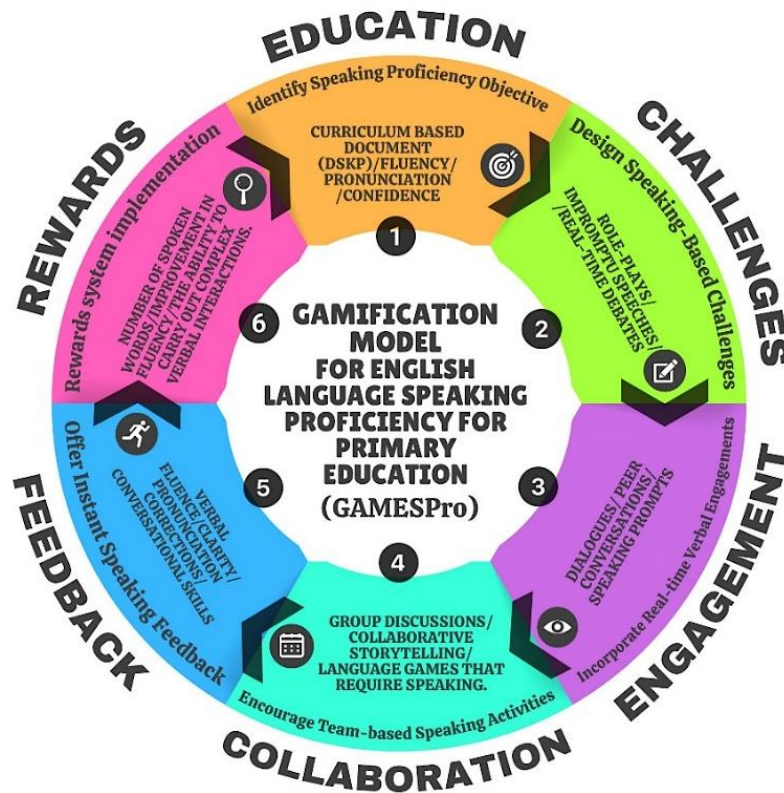 GAMIFICATION
MODEL
FOR ENGLISH
LANGUAGE SPEAKING
PROFICIENCY FOR
PRIMARY
EDUCATION
(GAMESPro)
EDUCATION
Identify Speaking Proficiency Objective
CURRICULUM BASED
DOCUMENT
(DSKP)/FLUENCY/
PRONUNCIATION
/CONFIDENCE
1
CHALLENGES
Design Speaking-Based Challenges
ROLE-PLAYS/
IMPROMPTU SPEECHES/
/REAL-TIME DEBATES
2
ENGAGEMENT
Incorporate Real-time Verbal Engagements
DIALOGUES/PEER
CONVERSATIONS/
SPEAKING PROMPTS
3
COLLABORATION
Encourage Team-based Speaking Activities
GROUP DISCUSSIONS/
COLLABORATIVE
STORYTELLING/
LANGUAGE GAMES THAT
REQUIRE SPEAKING.
4
FEEDBACK
Offer Instant Speaking Feedback
VERBAL
FLUENCE/CLARITY/
PRONUNCIATION
CORRECTIONS/
CONVERSATIONAL SKILLS
5
REWARDS
Rewards system implementation
NUMBER OF SPOKEN
WORDS/IMPROVEMENT IN
FLUENCY/THE ABILITY TO
CARRY OUT COMPLEX
VERBAL INTERACTIONS.
6